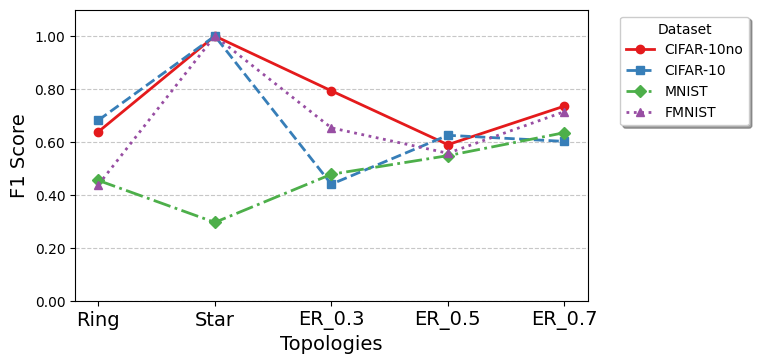 F1 Score
1.00
0.80
0.60
0.40
0.20
0.00
Ring Star ER_0.3 ER_0.5 ER_0.7
Topologies
Dataset
CIFAR-10no
CIFAR-10
MNIST
FMNIST